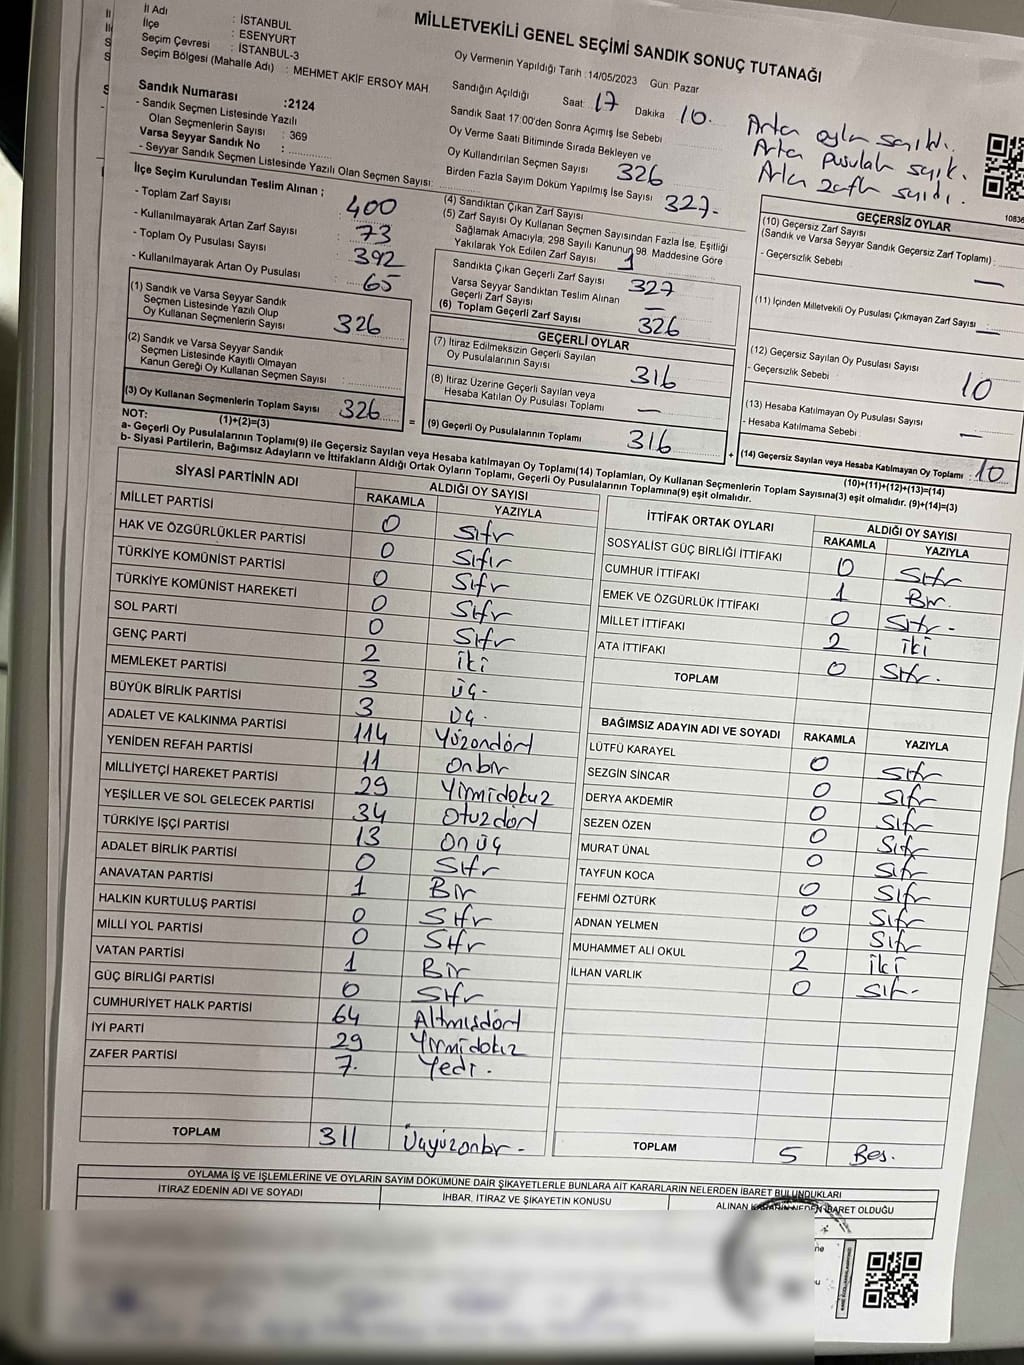 MİLLETVEKİLİ GENEL SEÇİMİ SANDIK SONUÇ TUTANAĞI
İl Adı : İSTANBUL
İlçe : ESENYURT
Seçim Çevresi : İSTANBUL-3
Seçim Bölgesi (Mahalle Adı) : MEHMET AKİF ERSOY MAH
Oy Vermenin Yapıldığı Tarih :14/05/2023 Gün: Pazar
Sandığın Açıldığı Saat: 17 Dakika 10.
Sandık Saat 17:00'den Sonra Açımış İse Sebebi
Oy Verme Saati Bitiminde Sırada Bekleyen ve
Oy Kullandırılan Seçmen Sayısı 326
Birden Fazla Sayım Döküm Yapılmış İse Sayısı 327-
Artan oylar sayıldı.
Artan pusulalar sayık.
Artan zaflar sayıdı.
Sandık Numarası :2124
- Sandık Seçmen Listesinde Yazılı
Olan Seçmenlerin Sayısı : 369
Varsa Seyyar Sandık No :
- Seyyar Sandık Seçmen Listesinde Yazılı Olan Seçmen Sayısı:
İlçe Seçim Kurulundan Teslim Alınan ;
- Toplam Zarf Sayısı : 400
- Kullanılmayarak Artan Zarf Sayısı : 73
- Toplam Oy Pusulası Sayısı : 392
- Kullanılmayarak Artan Oy Pusulası : 65
(1) Sandık ve Varsa Seyyar Sandık
Seçmen Listesinde Yazılı Olup
Oy Kullanan Seçmenlerin Sayısı 326
(2) Sandık ve Varsa Seyyar Sandık
Seçmen Listesinde Kayıtlı Olmayan
Kanun Gereği Oy Kullanan Seçmen Sayısı :
(3) Oy Kullanan Seçmenlerin Toplam Sayısı 326
(1)+(2)=(3)
(4) Sandıktan Çıkan Zarf Sayısı
(5) Zarf Sayısı Oy Kullanan Seçmen Sayısından Fazla İse, Eşitliği
Sağlamak Amacıyla, 298 Sayılı Kanunun 98 Maddesine Göre
Yakılarak Yok Edilen Zarf Sayısı 1
Sandıkta Çıkan Geçerli Zarf Sayısı 327
Varsa Seyyar Sandıktan Teslim Alınan
Geçerli Zarf Sayısı —
(6) Toplam Geçerli Zarf Sayısı 326
GEÇERLİ OYLAR
(7) İtiraz Edilmeksizin Geçerli Sayılan
Oy Pusulalarının Sayısı 316
(8) İtiraz Üzerine Geçerli Sayılan veya
Hesaba Katılan Oy Pusulası Toplamı —
= (9) Geçerli Oy Pusulalarının Toplamı 316
10836
GEÇERSİZ OYLAR
(10) Geçersiz Zarf Sayısı
(Sandık ve Varsa Seyyar Sandık Geçersiz Zarf Toplamı) :
- Geçersizlik Sebebi —
(11) İçinden Milletvekili Oy Pusulası Çıkmayan Zarf Sayısı —
(12) Geçersiz Sayılan Oy Pusulası Sayısı
- Geçersizlik Sebebi 10
(13) Hesaba Katılmayan Oy Pusulası Sayısı
- Hesaba Katılmama Sebebi —
+ (14) Geçersiz Sayılan veya Hesaba Katılmayan Oy Toplamı : 10
(10)+(11)+(12)+(13)=(14)
NOT:
a- Geçerli Oy Pusulalarının Toplamı(9) ile Geçersiz Sayılan veya Hesaba katılmayan Oy Toplamı(14) Toplamları, Oy Kullanan Seçmenlerin Toplam Sayısına(3) eşit olmalıdır. (9)+(14)=(3)
b- Siyasi Partilerin, Bağımsız Adayların ve İttifakların Aldığı Ortak Oyların Toplamı, Geçerli Oy Pusulalarının Toplamına(9) eşit olmalıdır.
SİYASİ PARTİNİN ADI ALDIĞI OY SAYISI
RAKAMLA YAZIYLA
MİLLET PARTİSİ 0 Sıfır
HAK VE ÖZGÜRLÜKLER PARTİSİ 0 Sıfır
TÜRKİYE KOMÜNİST PARTİSİ 0 Sıfır
TÜRKİYE KOMÜNİST HAREKETİ 0 Sıfır
SOL PARTİ 0 Sıfır
GENÇ PARTİ 2 iki
MEMLEKET PARTİSİ 3 üç-
BÜYÜK BİRLİK PARTİSİ 3 üç.
ADALET VE KALKINMA PARTİSİ 114 Yüzondört
YENİDEN REFAH PARTİSİ 11 Onbir
MİLLİYETÇİ HAREKET PARTİSİ 29 Yirmidokuz
YEŞİLLER VE SOL GELECEK PARTİSİ 34 Otuzdört
TÜRKİYE İŞÇİ PARTİSİ 13 Onüç
ADALET BİRLİK PARTİSİ 0 Sıfır
ANAVATAN PARTİSİ 1 Bir
HALKIN KURTULUŞ PARTİSİ 0 Sıfır
MİLLİ YOL PARTİSİ 0 Sıfır
VATAN PARTİSİ 1 Bir
GÜÇ BİRLİĞİ PARTİSİ 0 Sıfır
CUMHURİYET HALK PARTİSİ 64 Altmışdört
İYİ PARTİ 29 Yirmidokuz
ZAFER PARTİSİ 7. Yedi.
TOPLAM 311 Üçyüzonbir-
İTTİFAK ORTAK OYLARI ALDIĞI OY SAYISI
RAKAMLA YAZIYLA
SOSYALİST GÜÇ BİRLİĞİ İTTİFAKI 0 Sıfır
CUMHUR İTTİFAKI 1 Bir.
EMEK VE ÖZGÜRLÜK İTTİFAKI 0 Sıfır-
MİLLET İTTİFAKI 2 iki
ATA İTTİFAKI 0 Sıfır.
TOPLAM
BAĞIMSIZ ADAYIN ADI VE SOYADI RAKAMLA YAZIYLA
LÜTFÜ KARAYEL 0 Sıfır
SEZGİN SİNCAR 0 Sıfır
DERYA AKDEMİR 0 Sıfır
SEZEN ÖZEN 0 Sıfır
MURAT ÜNAL 0 Sıfır
TAYFUN KOCA 0 Sıfır
FEHMİ ÖZTÜRK 0 Sıfır
ADNAN YELMEN 0 Sıfır
MUHAMMET ALİ OKUL 2 iki
İLHAN VARLIK 0 Sıfır-
TOPLAM 5 Beş.
OYLAMA İŞ VE İŞLEMLERİNE VE OYLARIN SAYIM DÖKÜMÜNE DAİR ŞİKAYETLERLE BUNLARA AİT KARARLARIN NELERDEN İBARET BULUNDUKLARI
İTİRAZ EDENİN ADI VE SOYADI İHBAR, İTİRAZ VE ŞİKAYETİN KONUSU ALINAN KARARIN NEDEN İBARET OLDUĞU